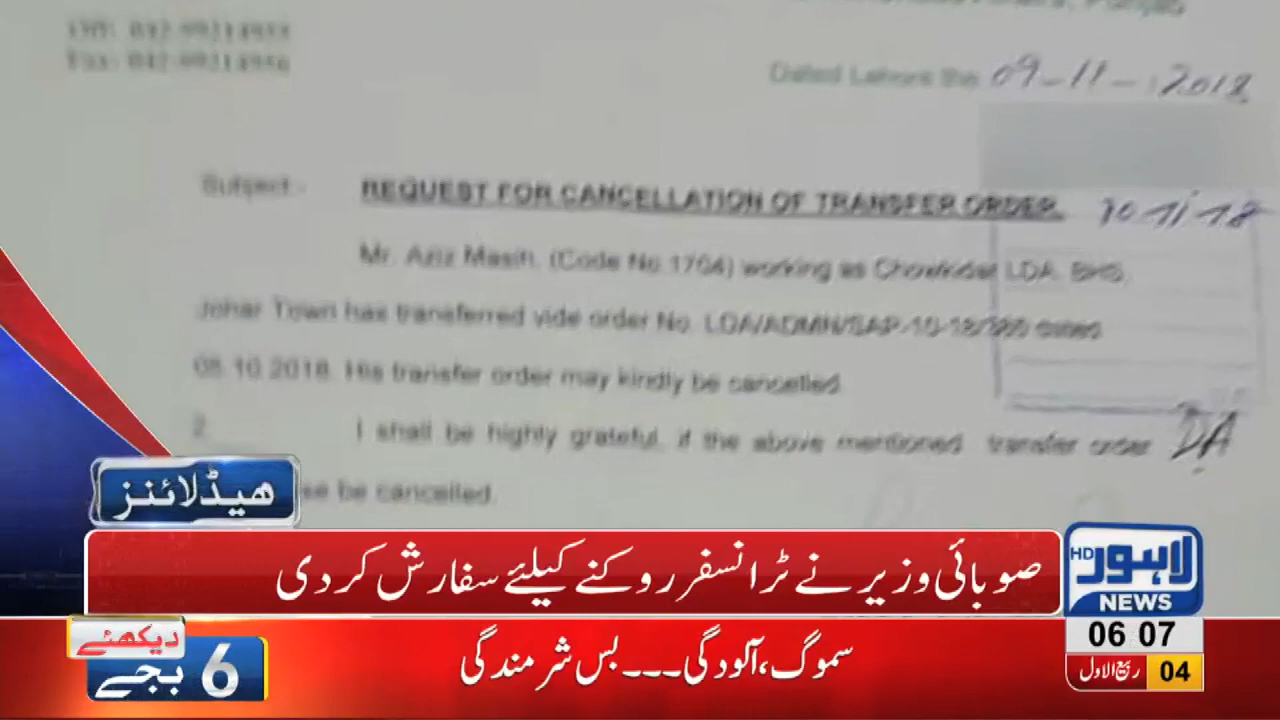 Dated Lahore the 09-11-2018
Subject:- REQUEST FOR CANCELLATION OF TRANSFER ORDER. 10-11-18
Mr. Aziz Masih, (Code No.1704) working as Chowkidar LDA. BHS,
Johar Town has transferred vide order No. LDA/ADMN/SAP-10-18/ dated
05.10.2018. His transfer order may kindly be cancelled.
2 I shall be highly grateful, if the above mentioned transfer order DA
be cancelled.
ھیڈلائنز
صوبائی وزیر نے ٹرانسفر روکنے کیلئے سفارش کر دی
لاہور HD
NEWS
سموگ، آلودگی۔۔۔بس شرمندگی
دیکھئے
6 بجے
06 07
04 ربیع الاول